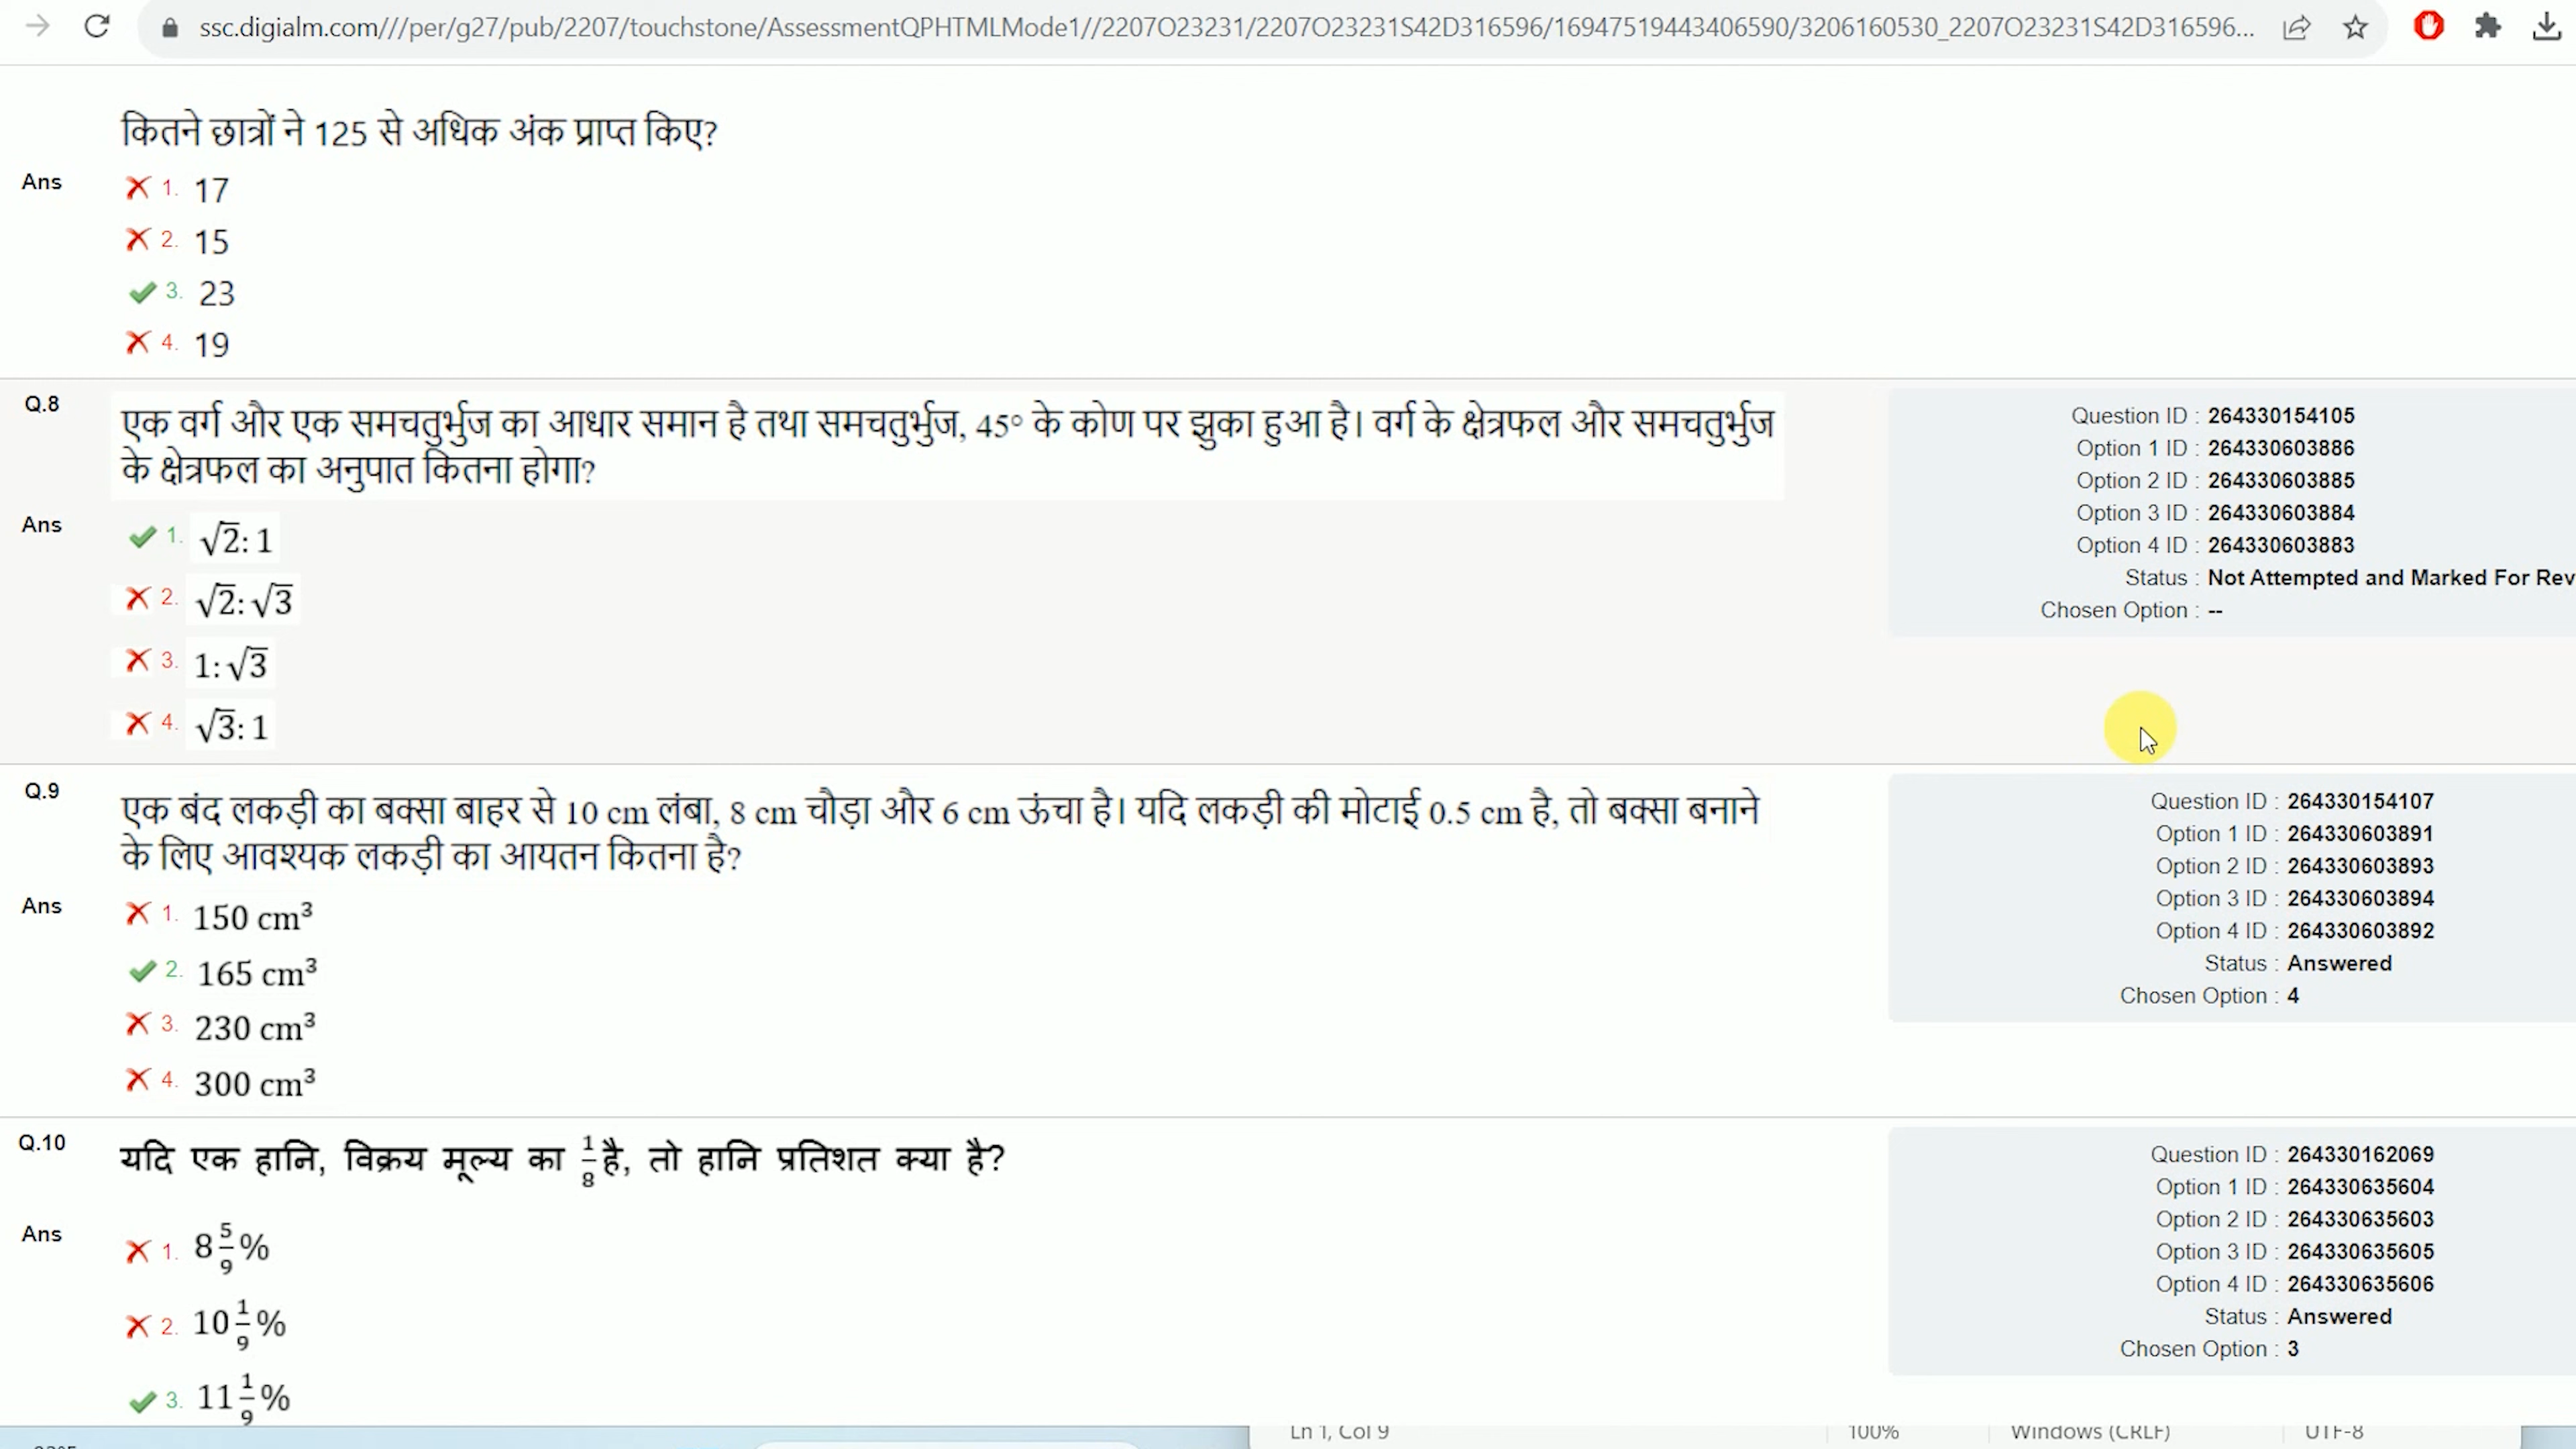 ssc.digialm.com///per/g27/pub/2207/touchstone/AssessmentQPHTMLMode1//2207O23231/2207O23231S42D316596/16947519443406590/3206160530_2207O23231S42D316596...
कितने छात्रों ने 125 से अधिक अंक प्राप्त किए?
Ans
1. 17
2. 15
3. 23
4. 19
Q.8
एक वर्ग और एक समचतुर्भुज का आधार समान है तथा समचतुर्भुज, 45° के कोण पर झुका हुआ है। वर्ग के क्षेत्रफल और समचतुर्भुज
के क्षेत्रफल का अनुपात कितना होगा?
Ans
1. √2: 1
2. √2: √3
3. 1: √3
4. √3: 1
Question ID : 264330154105
Option 1 ID : 264330603886
Option 2 ID : 264330603885
Option 3 ID : 264330603884
Option 4 ID : 264330603883
Status : Not Attempted and Marked For Rev
Chosen Option : --
Q.9
एक बंद लकड़ी का बक्सा बाहर से 10 cm लंबा, 8 cm चौड़ा और 6 cm ऊंचा है। यदि लकड़ी की मोटाई 0.5 cm है, तो बक्सा बनाने
के लिए आवश्यक लकड़ी का आयतन कितना है?
Ans
1. 150 cm³
2. 165 cm³
3. 230 cm³
4. 300 cm³
Question ID : 264330154107
Option 1 ID : 264330603891
Option 2 ID : 264330603893
Option 3 ID : 264330603894
Option 4 ID : 264330603892
Status : Answered
Chosen Option : 4
Q.10
यदि एक हानि, विक्रय मूल्य का 1/8 है, तो हानि प्रतिशत क्या है?
Ans
1. 8 5/9 %
2. 10 1/9 %
3. 11 1/9 %
Question ID : 264330162069
Option 1 ID : 264330635604
Option 2 ID : 264330635603
Option 3 ID : 264330635605
Option 4 ID : 264330635606
Status : Answered
Chosen Option : 3
Ln 1, Col 9
100%
Windows (CRLF)
UTF-8